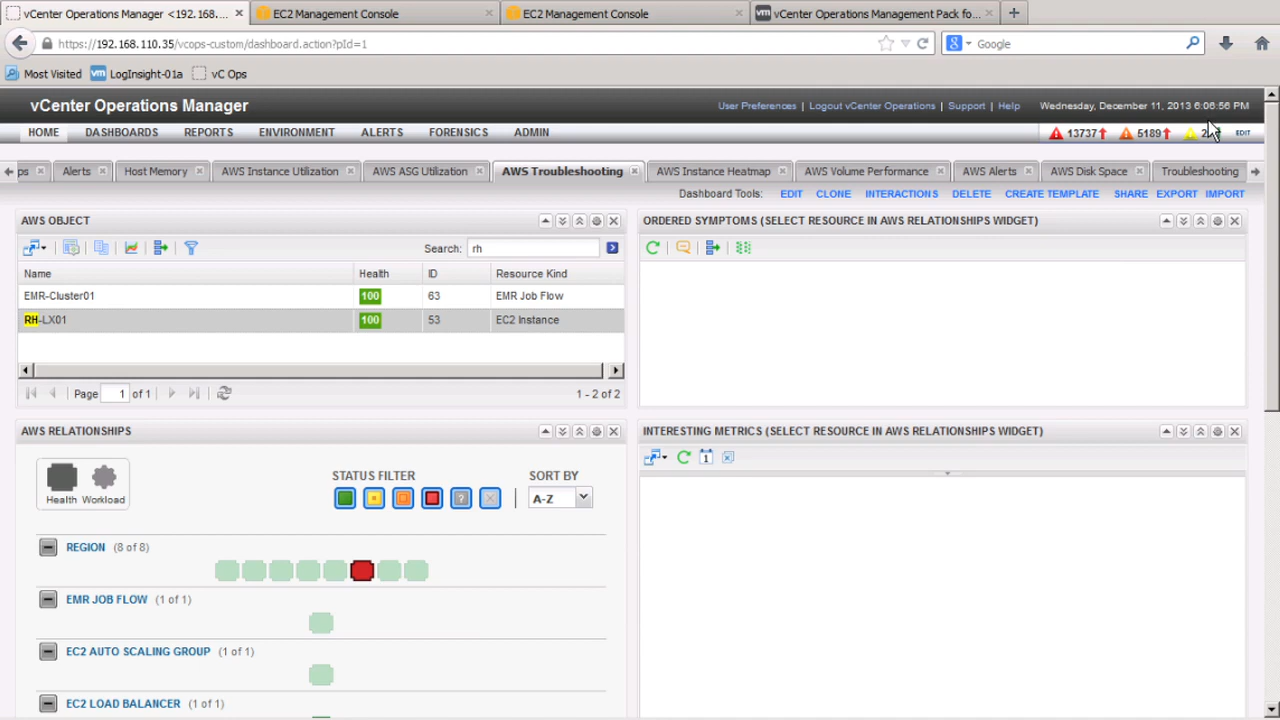 vCenter Operations Manager <192.168....
EC2 Management Console
EC2 Management Console
vCenter Operations Management Pack fo...
https://192.168.110.35/vcops-custom/dashboard.action?pId=1
Google
Most Visited
LogInsight-01a
vC Ops
vCenter Operations Manager
User Preferences | Logout vCenter Operations | Support | Help
Wednesday, December 11, 2013 6:06:56 PM
HOME DASHBOARDS REPORTS ENVIRONMENT ALERTS FORENSICS ADMIN
13737 5189 EDIT
ps Alerts Host Memory AWS Instance Utilization AWS ASG Utilization AWS Troubleshooting AWS Instance Heatmap AWS Volume Performance AWS Alerts AWS Disk Space Troubleshooting
Dashboard Tools: EDIT CLONE INTERACTIONS DELETE CREATE TEMPLATE SHARE EXPORT IMPORT
AWS OBJECT
Search: rh
Name Health ID Resource Kind
EMR-Cluster01 100 63 EMR Job Flow
RH-LX01 100 53 EC2 Instance
Page 1 of 1
1 - 2 of 2
ORDERED SYMPTOMS (SELECT RESOURCE IN AWS RELATIONSHIPS WIDGET)
AWS RELATIONSHIPS
Health Workload
STATUS FILTER
SORT BY
A-Z
REGION (8 of 8)
EMR JOB FLOW (1 of 1)
EC2 AUTO SCALING GROUP (1 of 1)
EC2 LOAD BALANCER (1 of 1)
INTERESTING METRICS (SELECT RESOURCE IN AWS RELATIONSHIPS WIDGET)
1